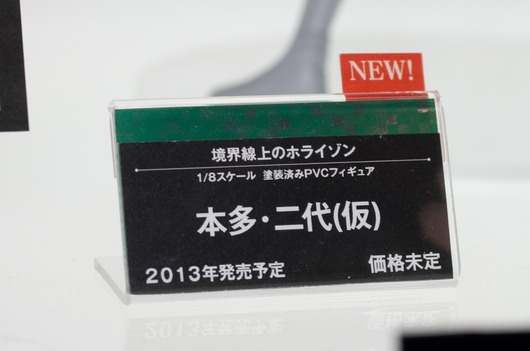 NEW!
境界線上のホライゾン
1/8スケール 塗装済みPVCフィギュア
本多・二代(仮)
2013年発売予定 価格未定